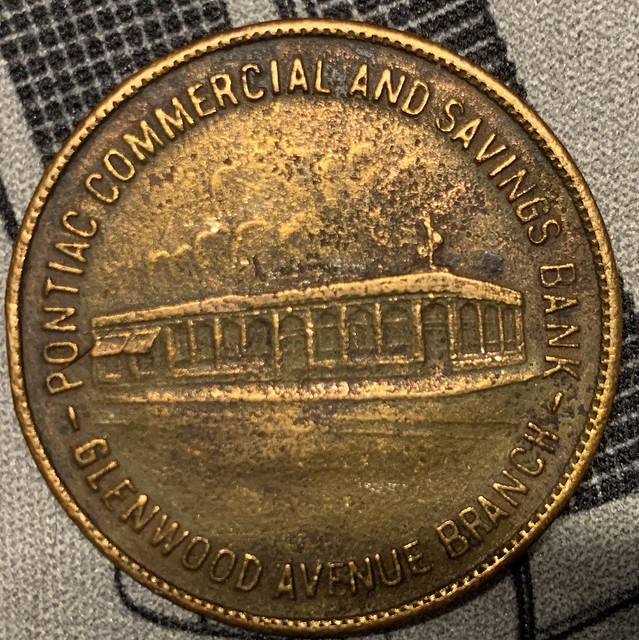 PONTIAC COMMERCIAL AND SAVINGS BANK
- GLENWOOD AVENUE BRANCH -